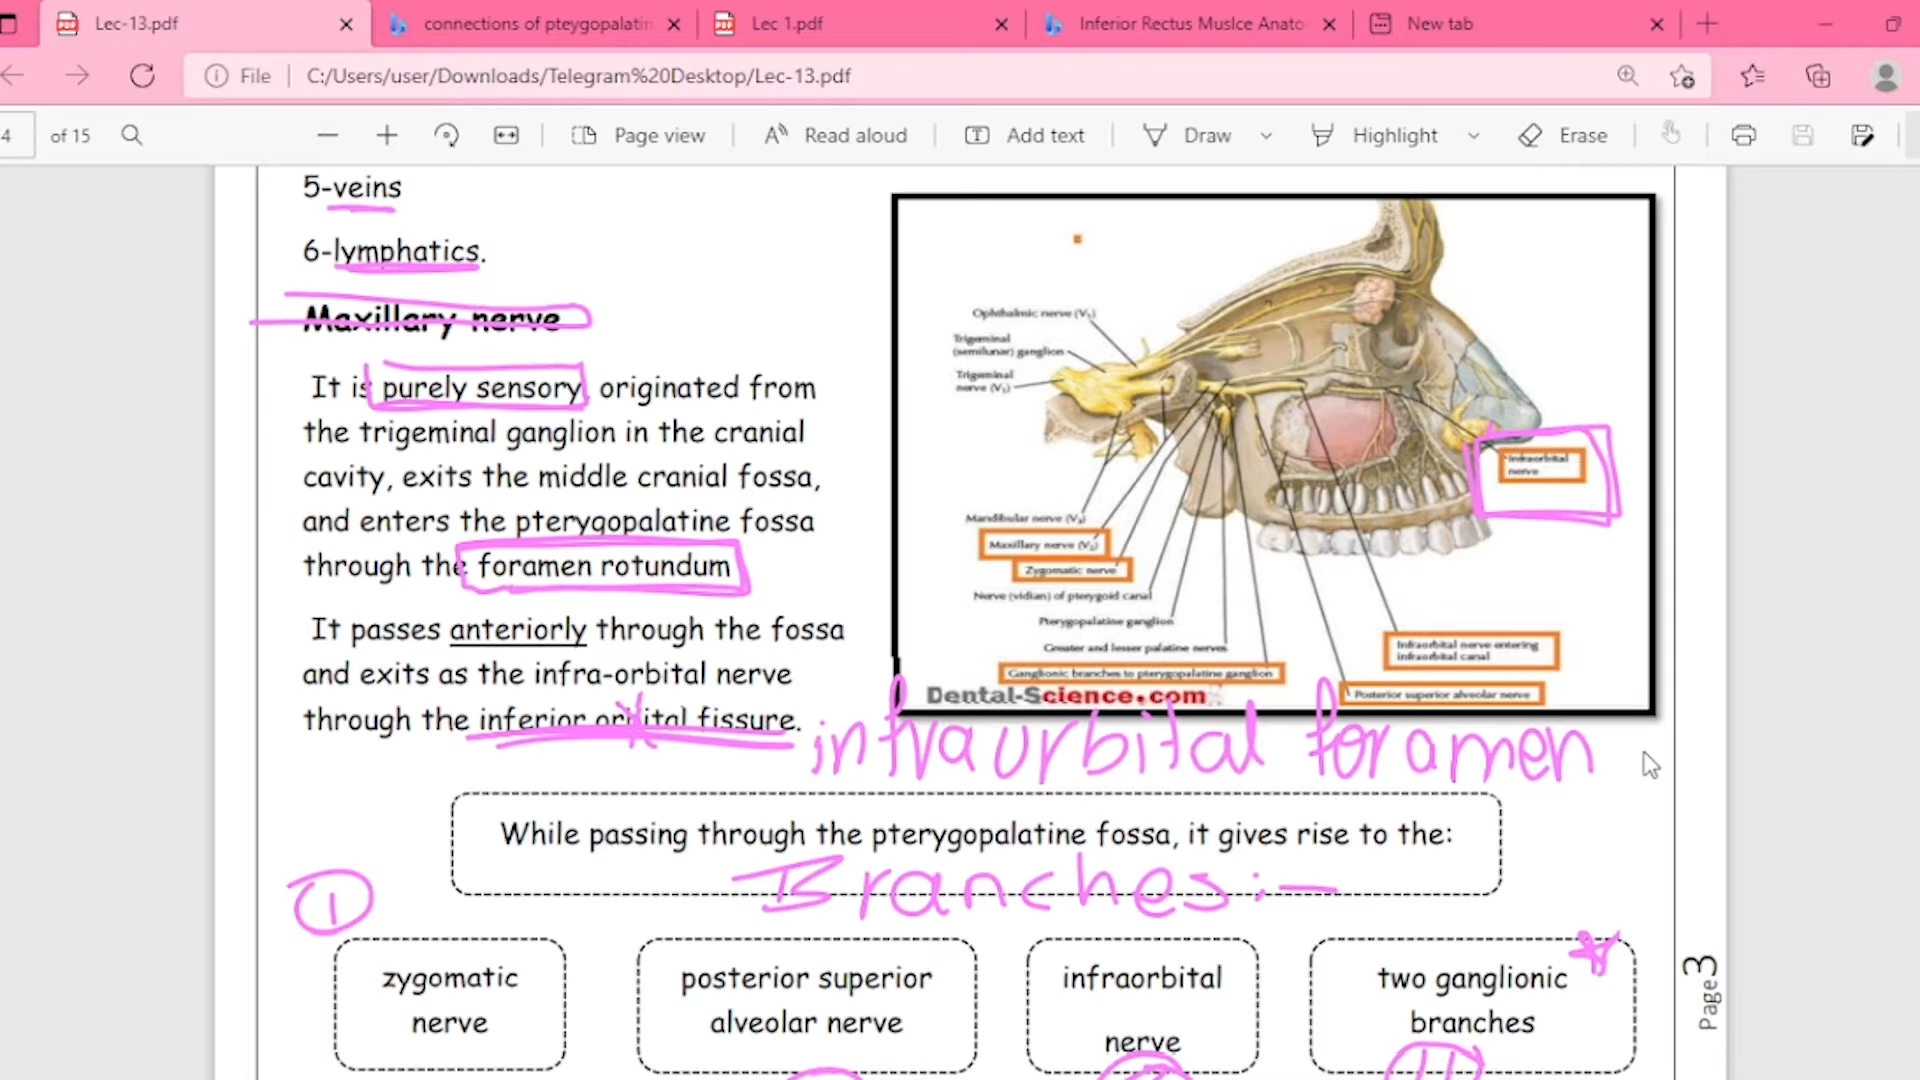 Lec-13.pdf
connections of pteygopalatin
Lec 1.pdf
Inferior Rectus Muslce Anato
New tab
File
C:/Users/user/Downloads/Telegram%20Desktop/Lec-13.pdf
4 of 15
Page view
Read aloud
Add text
Draw
Highlight
Erase
5-veins
6-lymphatics.
Maxillary nerve
It is purely sensory, originated from
the trigeminal ganglion in the cranial
cavity, exits the middle cranial fossa,
and enters the pterygopalatine fossa
through the foramen rotundum
It passes anteriorly through the fossa
and exits as the infra-orbital nerve
through the inferior orbital fissure.
Ophthalmic nerve (V₁)
Trigeminal
(semilunar) ganglion
Trigeminal
nerve (V₅)
Infraorbital
nerve
Mandibular nerve (V₃)
Maxillary nerve (V₂)
Zygomatic nerve
Nerve (vidian) of pterygoid canal
Pterygopalatine ganglion
Greater and lesser palatine nerves
Ganglionic branches to pterygopalatine ganglion
Infraorbital nerve entering
infraorbital canal
Posterior superior alveolar nerve
Dental-Science.com
infraurbital foramen
While passing through the pterygopalatine fossa, it gives rise to the:
Branches:-
1
zygomatic
nerve
posterior superior
alveolar nerve
infraorbital
nerve
two ganglionic
branches
Page3